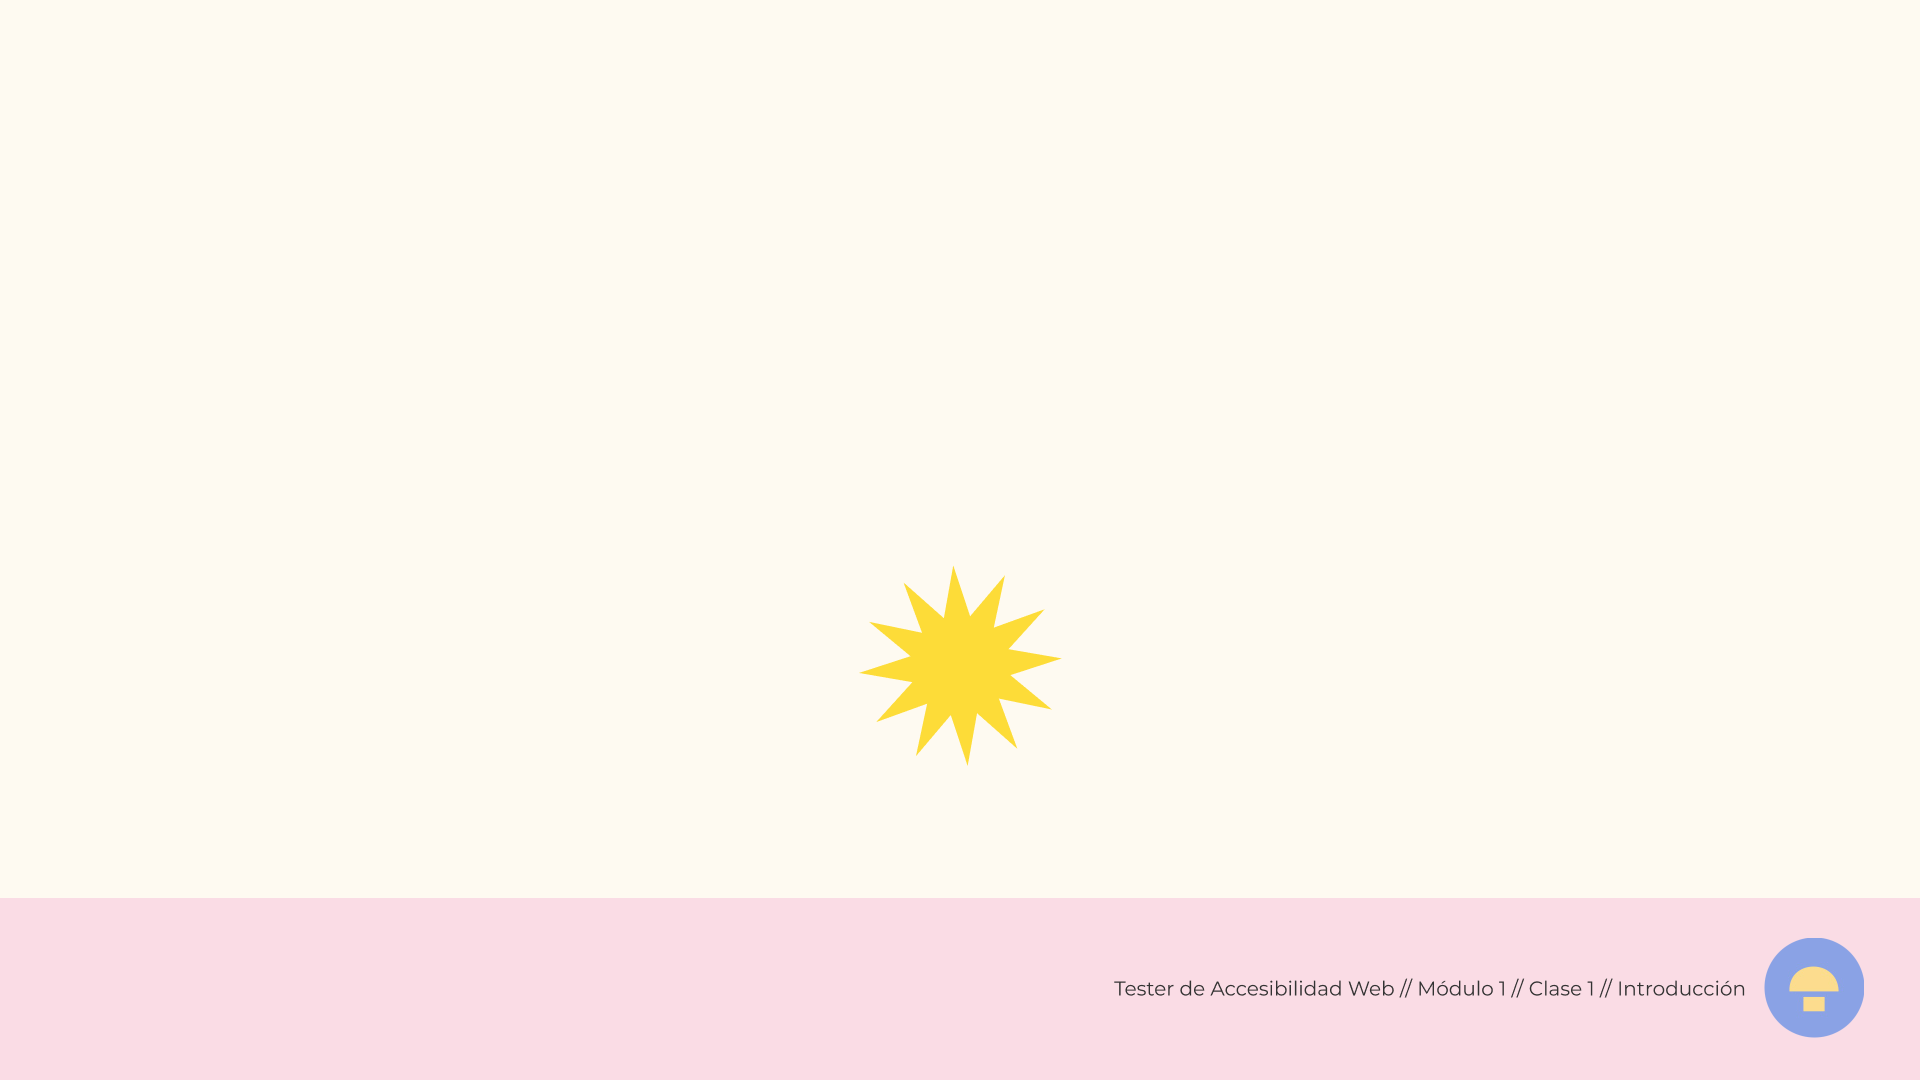 Tester de Accesibilidad Web // Módulo 1 // Clase 1 // Introducción